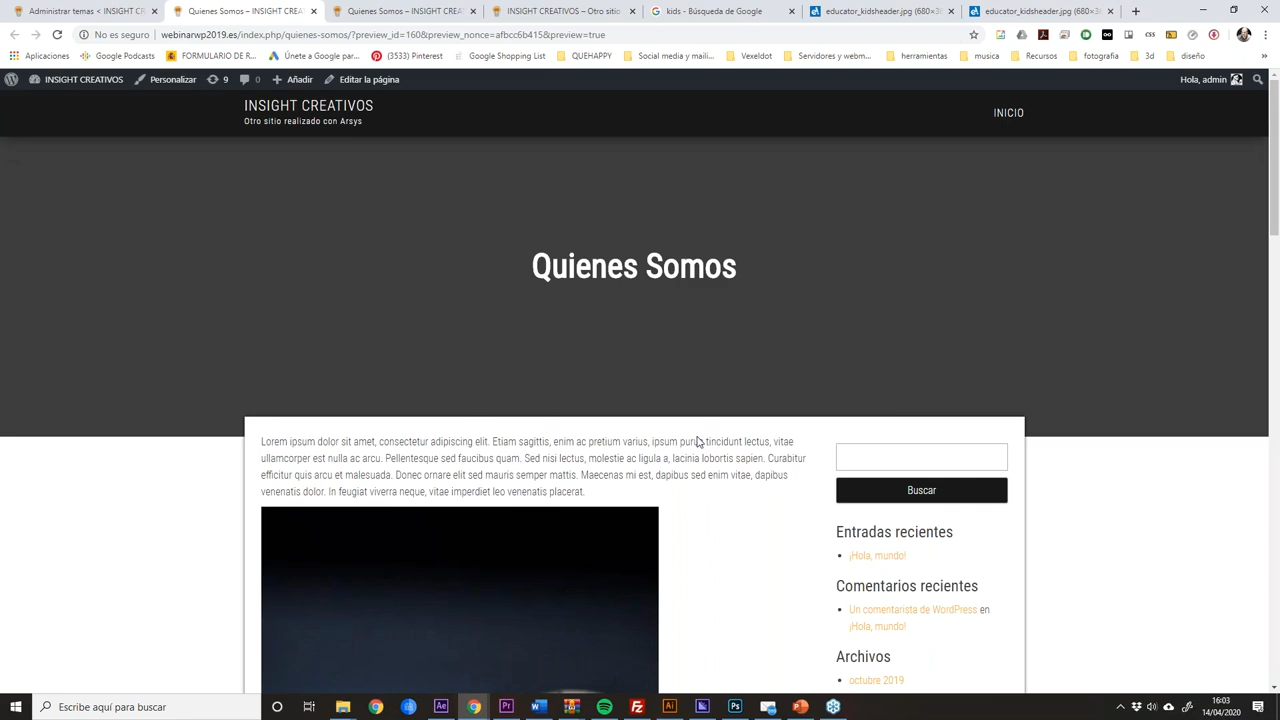 Administrar temas < INSIGHT CREA
Quienes Somos – INSIGHT CREATI
Quienes Somos – INSIGHT CREATI
INSIGHT CREATIVOS – Otro sitio r
kids - Búsqueda de Google
educator_kidsheader.jpg (680×38
educator_kidsheader.jpg (680×38
No es seguro
webinarwp2019.es/index.php/quienes-somos/?preview_id=160&preview_nonce=afbcc6b415&preview=true
Aplicaciones
Google Podcasts
FORMULARIO DE R...
Únete a Google par...
(3533) Pinterest
Google Shopping List
QUEHAPPY
Social media y maili...
Vexeldot
Servidores y webm...
herramientas
musica
Recursos
3d
fotografia
diseño
INSIGHT CREATIVOS
Personalizar
9
0
Añadir
Editar la página
Hola, admin
INSIGHT CREATIVOS
Otro sitio realizado con Arsys
INICIO
Quienes Somos
Lorem ipsum dolor sit amet, consectetur adipiscing elit. Etiam sagittis, enim ac pretium varius, ipsum purus tincidunt lectus, vitae
ullamcorper est nulla ac arcu. Pellentesque sed faucibus quam. Sed nisi lectus, molestie ac ligula a, lacinia lobortis sapien. Curabitur
efficitur quis arcu et malesuada. Donec ornare elit sed mauris semper mattis. Maecenas mi est, dapibus sed enim vitae, dapibus
venenatis dolor. In feugiat viverra neque, vitae imperdiet leo venenatis placerat.
Buscar
Entradas recientes
¡Hola, mundo!
Comentarios recientes
Un comentarista de WordPress en
¡Hola, mundo!
Archivos
octubre 2019
Escribe aquí para buscar
16:03
14/04/2020